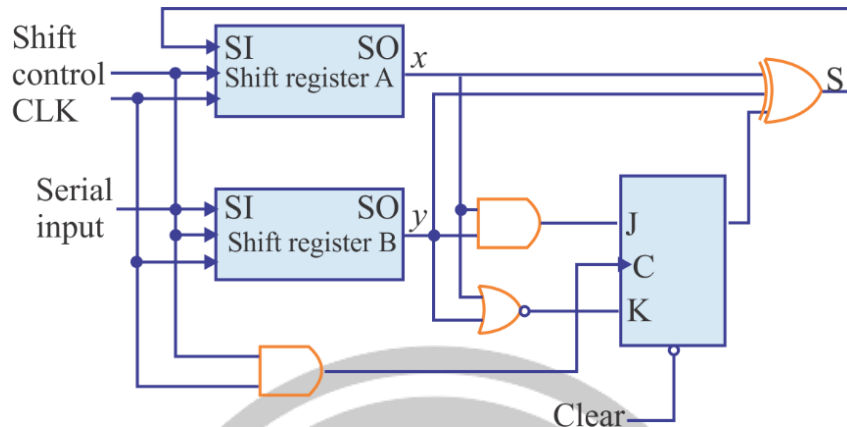 Shift
control
CLK
SI SO
Shift register A
x
S
Serial
input
SI SO
Shift register B
y
J
C
K
Clear